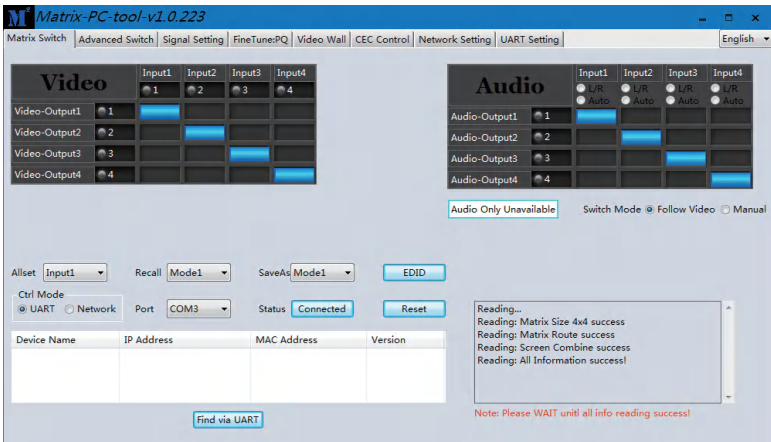 M Matrix-PC-tool-v1.0.223
Matrix Switch Advanced Switch Signal Setting FineTune:PQ Video Wall CEC Control Network Setting UART Setting English
Video Input1 Input2 Input3 Input4
1 2 3 4
Video-Output1 1
Video-Output2 2
Video-Output3 3
Video-Output4 4
Audio Input1 Input2 Input3 Input4
L/R L/R L/R L/R
Auto Auto Auto Auto
Audio-Output1 1
Audio-Output2 2
Audio-Output3 3
Audio-Output4 4
Audio Only Unavailable Switch Mode Follow Video Manual
Allset Input1 Recall Mode1 SaveAs Mode1 EDID
Ctrl Mode
UART Network Port COM3 Status Connected Reset
Device Name IP Address MAC Address Version
Find via UART
Reading...
Reading: Matrix Size 4x4 success
Reading: Matrix Route success
Reading: Screen Combine success
Reading: All Information success!
Note: Please WAIT unitl all info reading success!